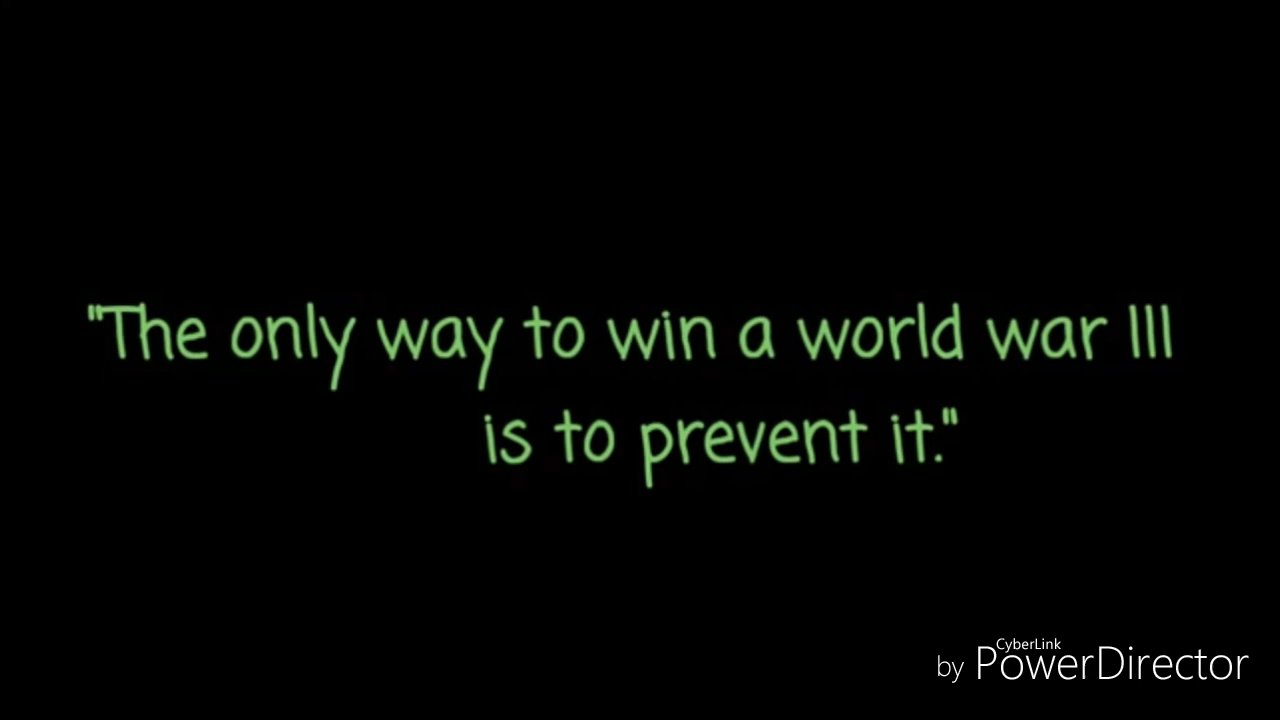 "The only way to win a world war III
is to prevent it."
CyberLink
by PowerDirector